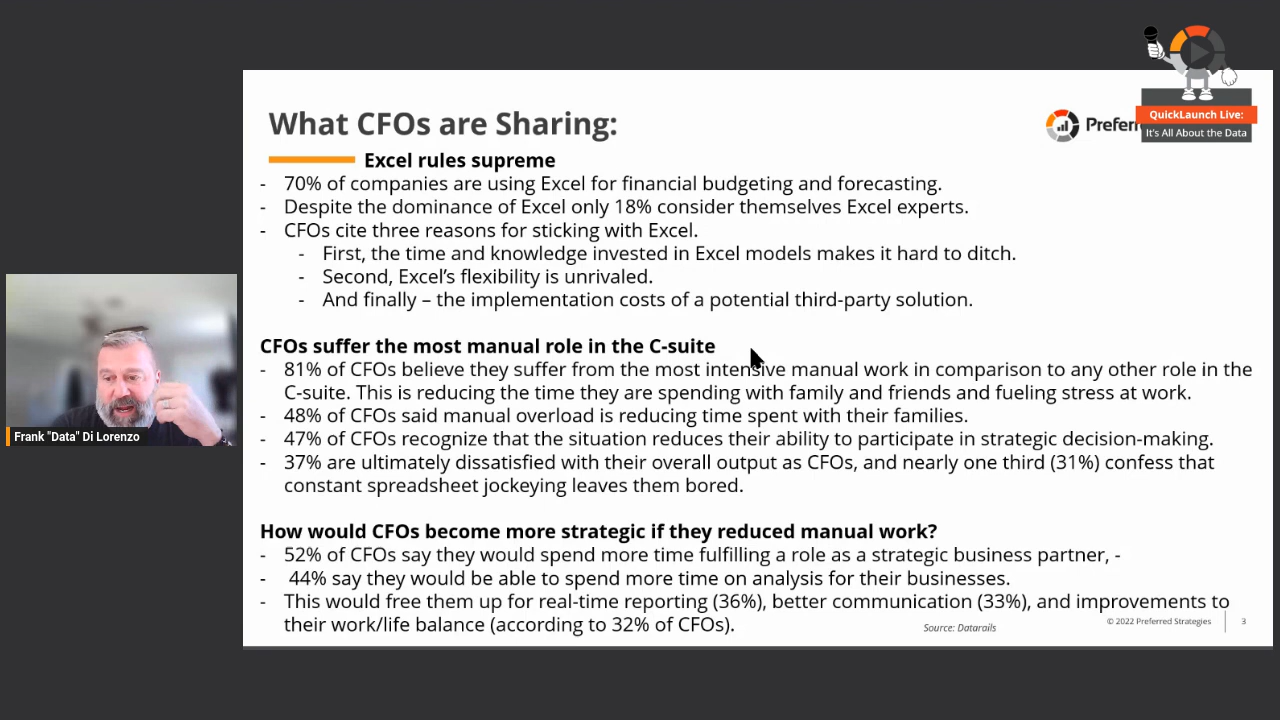 What CFOs are Sharing:
Preferr
QuickLaunch Live:
It's All About the Data
Excel rules supreme
- 70% of companies are using Excel for financial budgeting and forecasting.
- Despite the dominance of Excel only 18% consider themselves Excel experts.
- CFOs cite three reasons for sticking with Excel.
- First, the time and knowledge invested in Excel models makes it hard to ditch.
- Second, Excel's flexibility is unrivaled.
- And finally – the implementation costs of a potential third-party solution.
CFOs suffer the most manual role in the C-suite
- 81% of CFOs believe they suffer from the most intensive manual work in comparison to any other role in the
C-suite. This is reducing the time they are spending with family and friends and fueling stress at work.
- 48% of CFOs said manual overload is reducing time spent with their families.
- 47% of CFOs recognize that the situation reduces their ability to participate in strategic decision-making.
- 37% are ultimately dissatisfied with their overall output as CFOs, and nearly one third (31%) confess that
constant spreadsheet jockeying leaves them bored.
How would CFOs become more strategic if they reduced manual work?
- 52% of CFOs say they would spend more time fulfilling a role as a strategic business partner, -
- 44% say they would be able to spend more time on analysis for their businesses.
- This would free them up for real-time reporting (36%), better communication (33%), and improvements to
their work/life balance (according to 32% of CFOs).
Source: Datarails
© 2022 Preferred Strategies
3
Frank "Data" Di Lorenzo